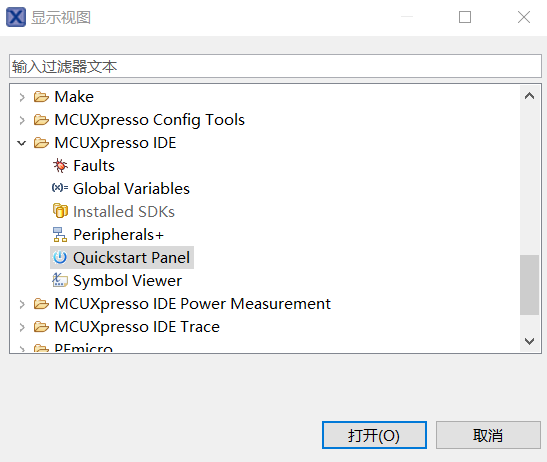 显示视图
输入过滤器文本
Make
MCUXpresso Config Tools
MCUXpresso IDE
Faults
(x)= Global Variables
Installed SDKs
Peripherals+
Quickstart Panel
Symbol Viewer
MCUXpresso IDE Power Measurement
MCUXpresso IDE Trace
PEmicro
打开(O)
取消